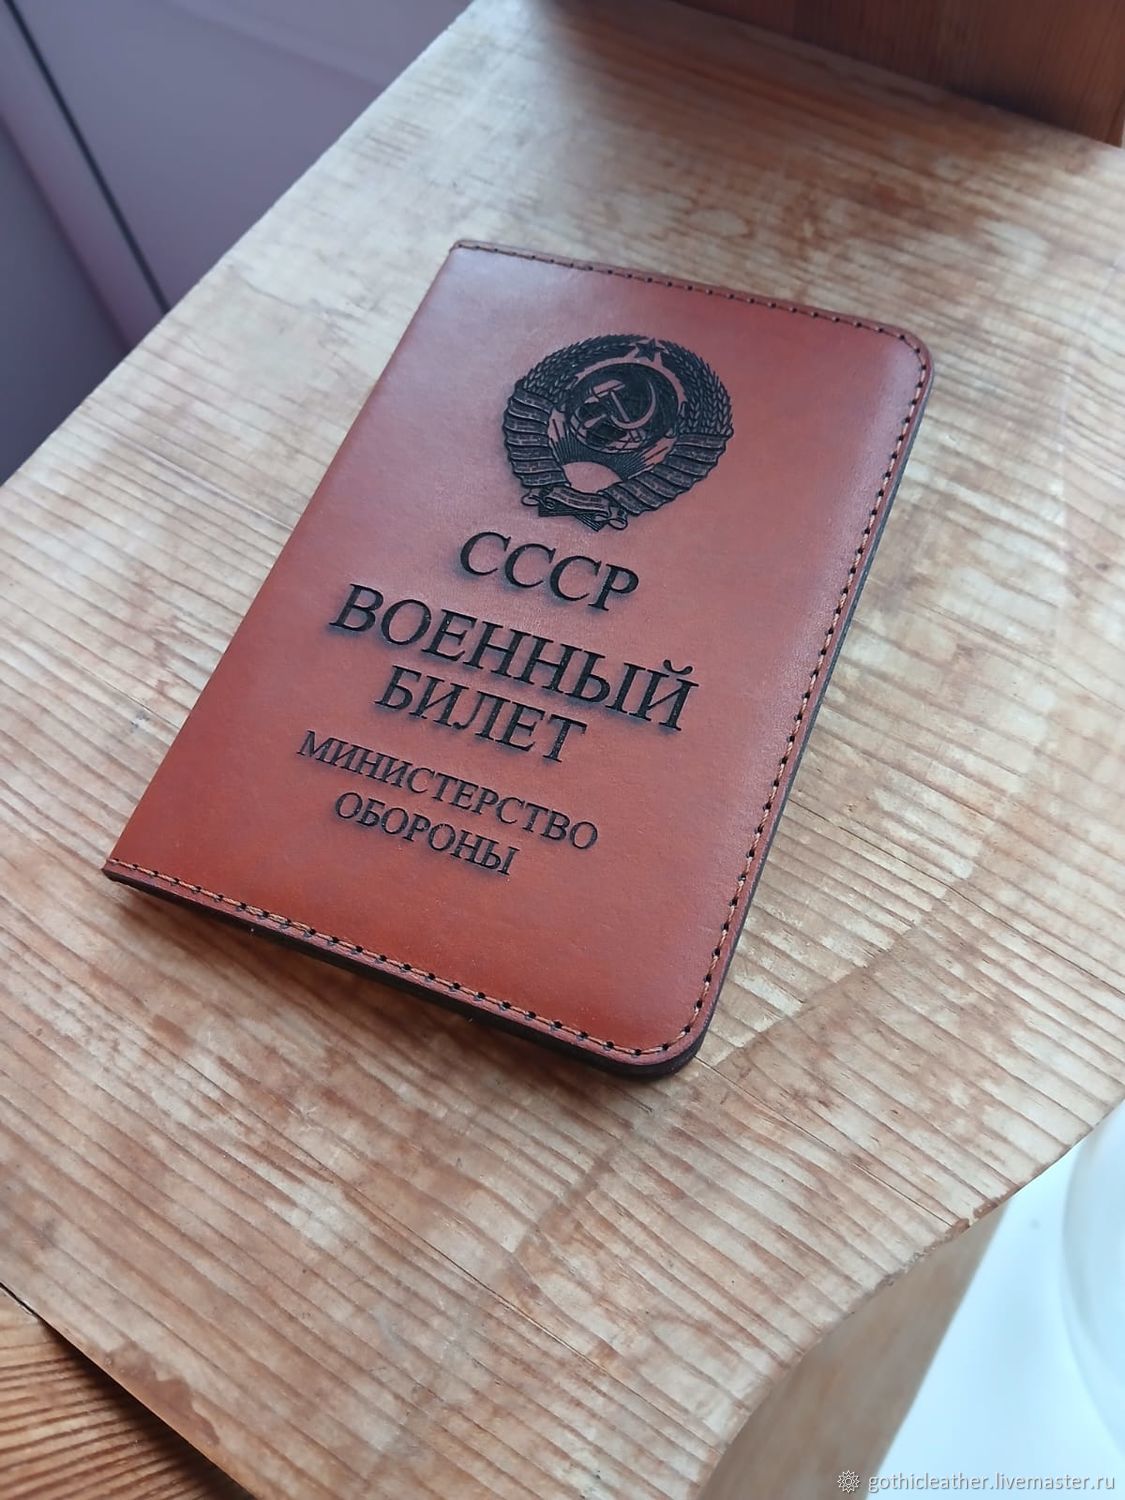 СССР
ВОЕННЫЙ
БИЛЕТ
МИНИСТЕРСТВО
ОБОРОНЫ
gothicleather.livemaster.ru